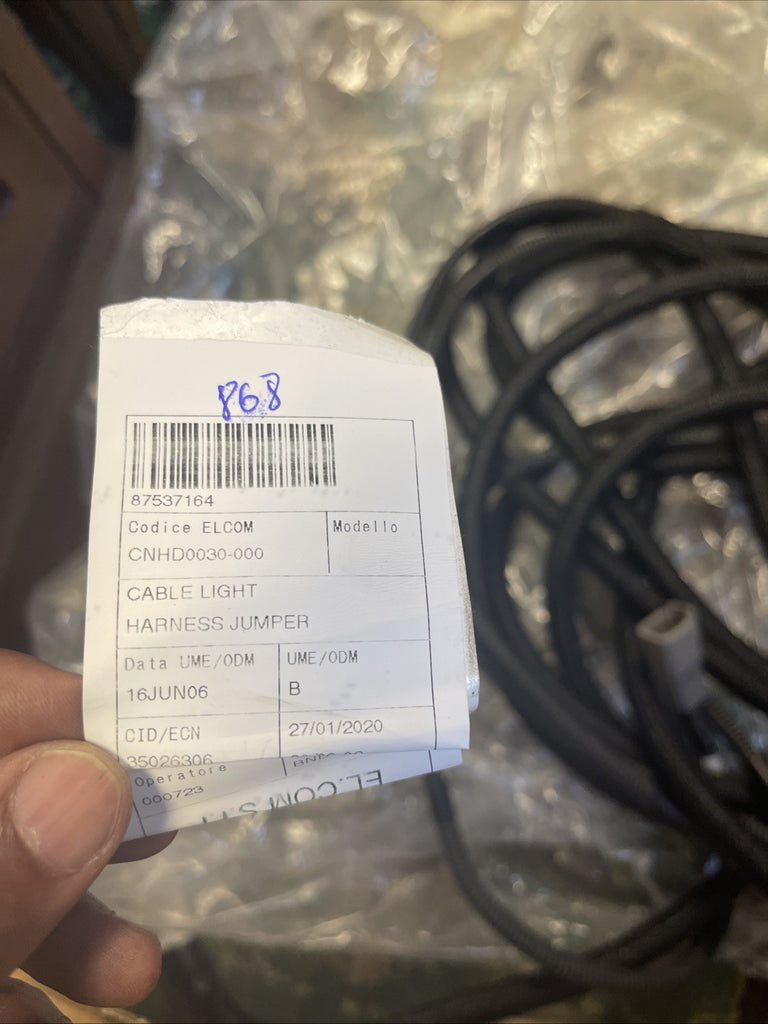 868
87537164
Codice ELCOM
Modello
CNHD0030-000
CABLE LIGHT
HARNESS JUMPER
Data UME/ODM
UME/ODM
16JUN06
B
CID/ECN
27/01/2020
35026306
Operatore
000723